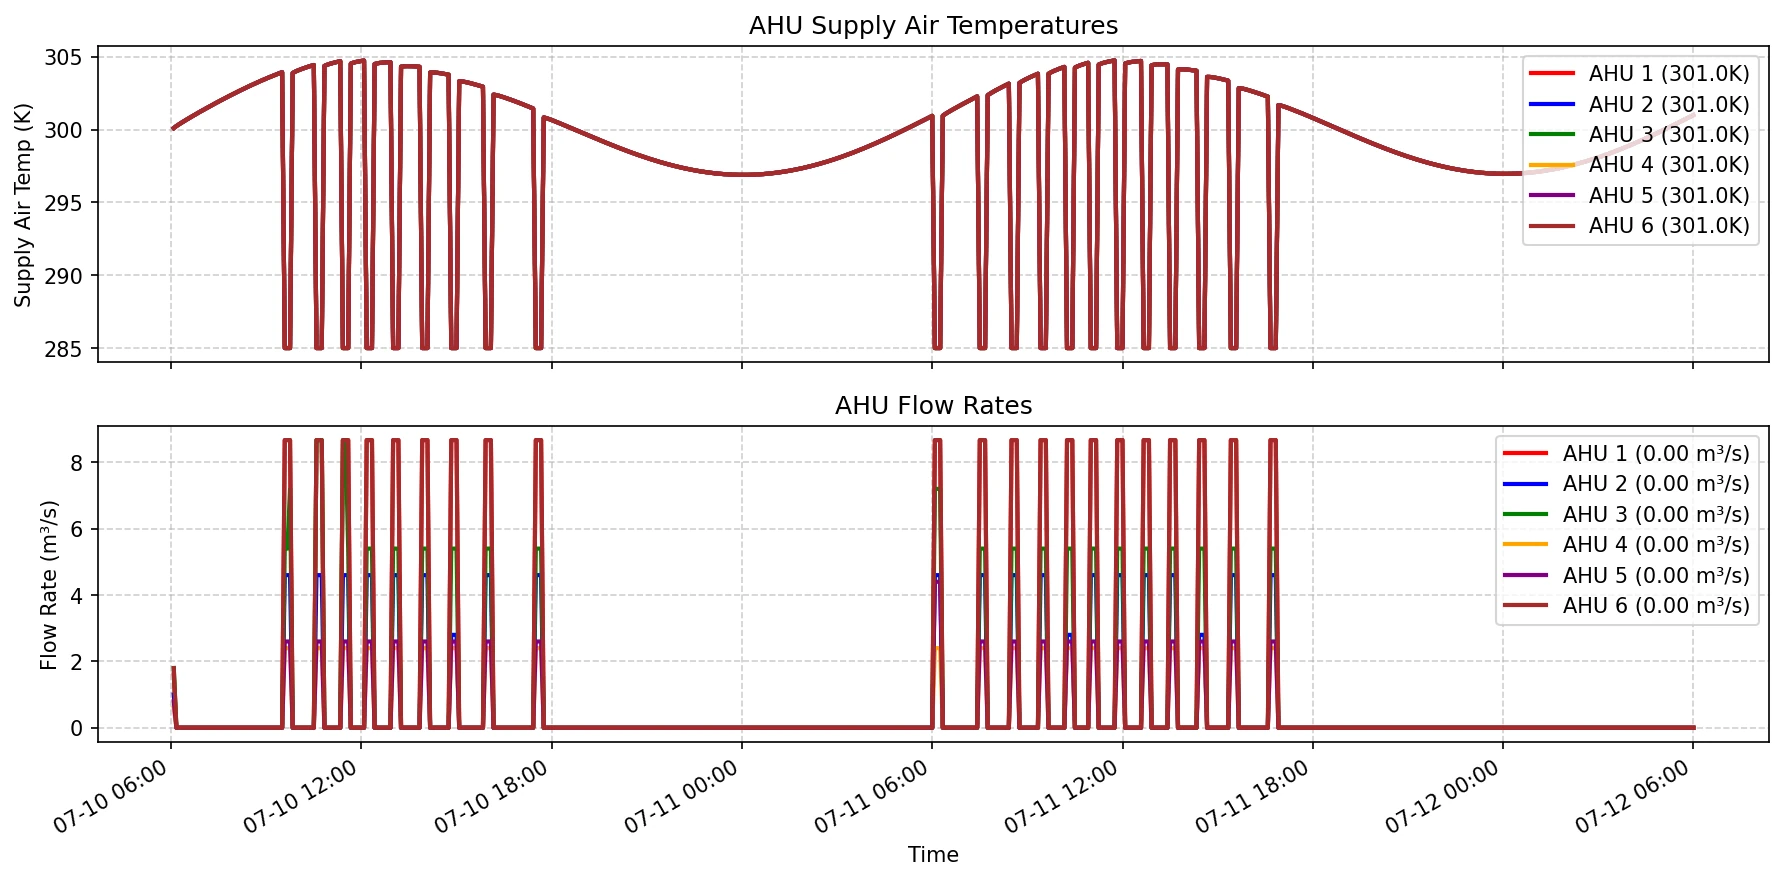 AHU Supply Air Temperatures
Supply Air Temp (K)
305
300
295
290
285
AHU 1 (301.0K)
AHU 2 (301.0K)
AHU 3 (301.0K)
AHU 4 (301.0K)
AHU 5 (301.0K)
AHU 6 (301.0K)
AHU Flow Rates
Flow Rate (m³/s)
8
6
4
2
0
AHU 1 (0.00 m³/s)
AHU 2 (0.00 m³/s)
AHU 3 (0.00 m³/s)
AHU 4 (0.00 m³/s)
AHU 5 (0.00 m³/s)
AHU 6 (0.00 m³/s)
07-10 06:00
07-10 12:00
07-10 18:00
07-11 00:00
07-11 06:00
07-11 12:00
07-11 18:00
07-12 00:00
07-12 06:00
Time